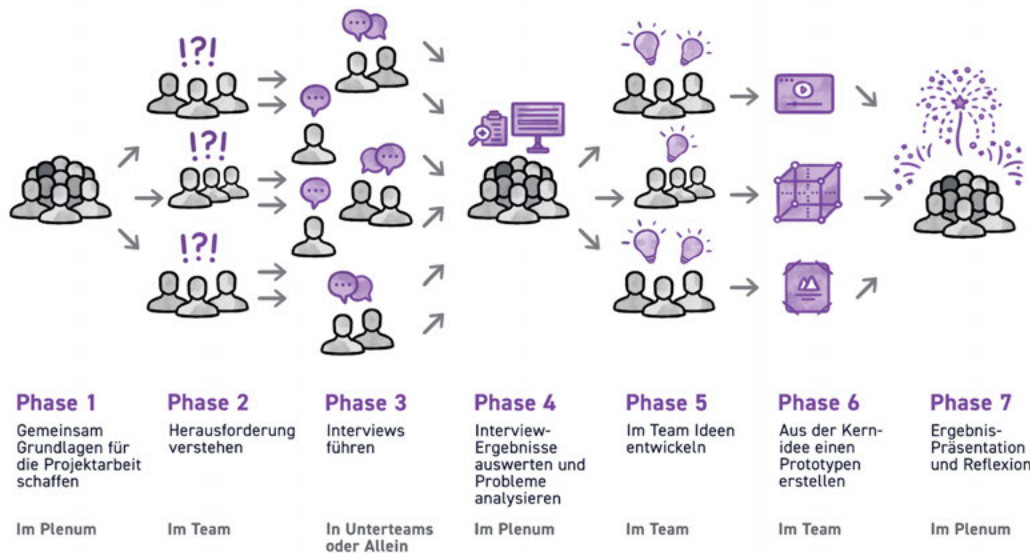 !?!
!?!
!?!
Phase 1
Gemeinsam
Grundlagen für
die Projektarbeit
schaffen
Im Plenum
Phase 2
Herausforderung
verstehen
Im Team
Phase 3
Interviews
führen
In Unterteams
oder Allein
Phase 4
Interview-
Ergebnisse
auswerten und
Probleme
analysieren
Im Plenum
Phase 5
Im Team Ideen
entwickeln
Im Team
Phase 6
Aus der Kern-
idee einen
Prototypen
erstellen
Im Team
Phase 7
Ergebnis-
Präsentation
und Reflexion
Im Plenum